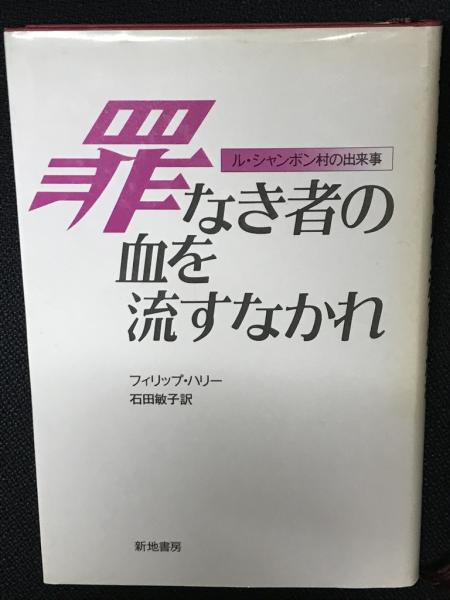 ル・シャンボン村の出来事
罪なき者の
血を
流すなかれ
フィリップ・ハリー
石田敏子訳
新地書房